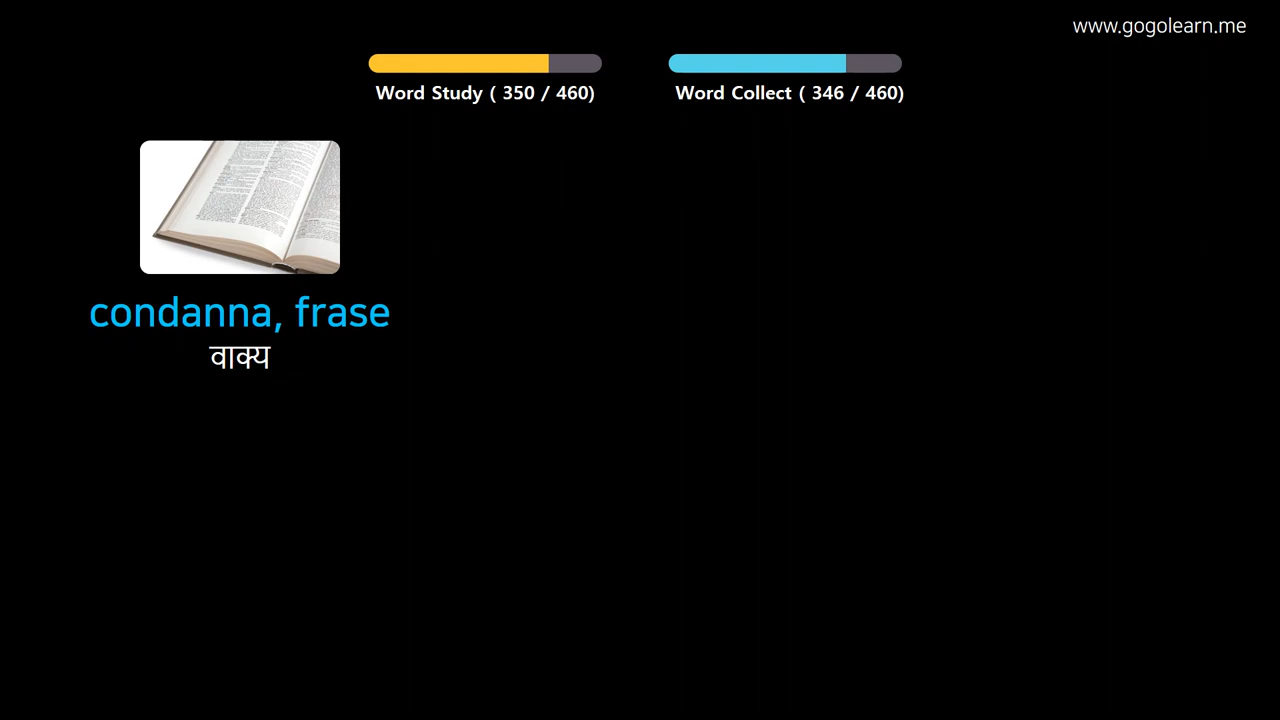 www.gogolearn.me
Word Study ( 350 / 460)
Word Collect ( 346 / 460)
condanna, frase
वाक्य